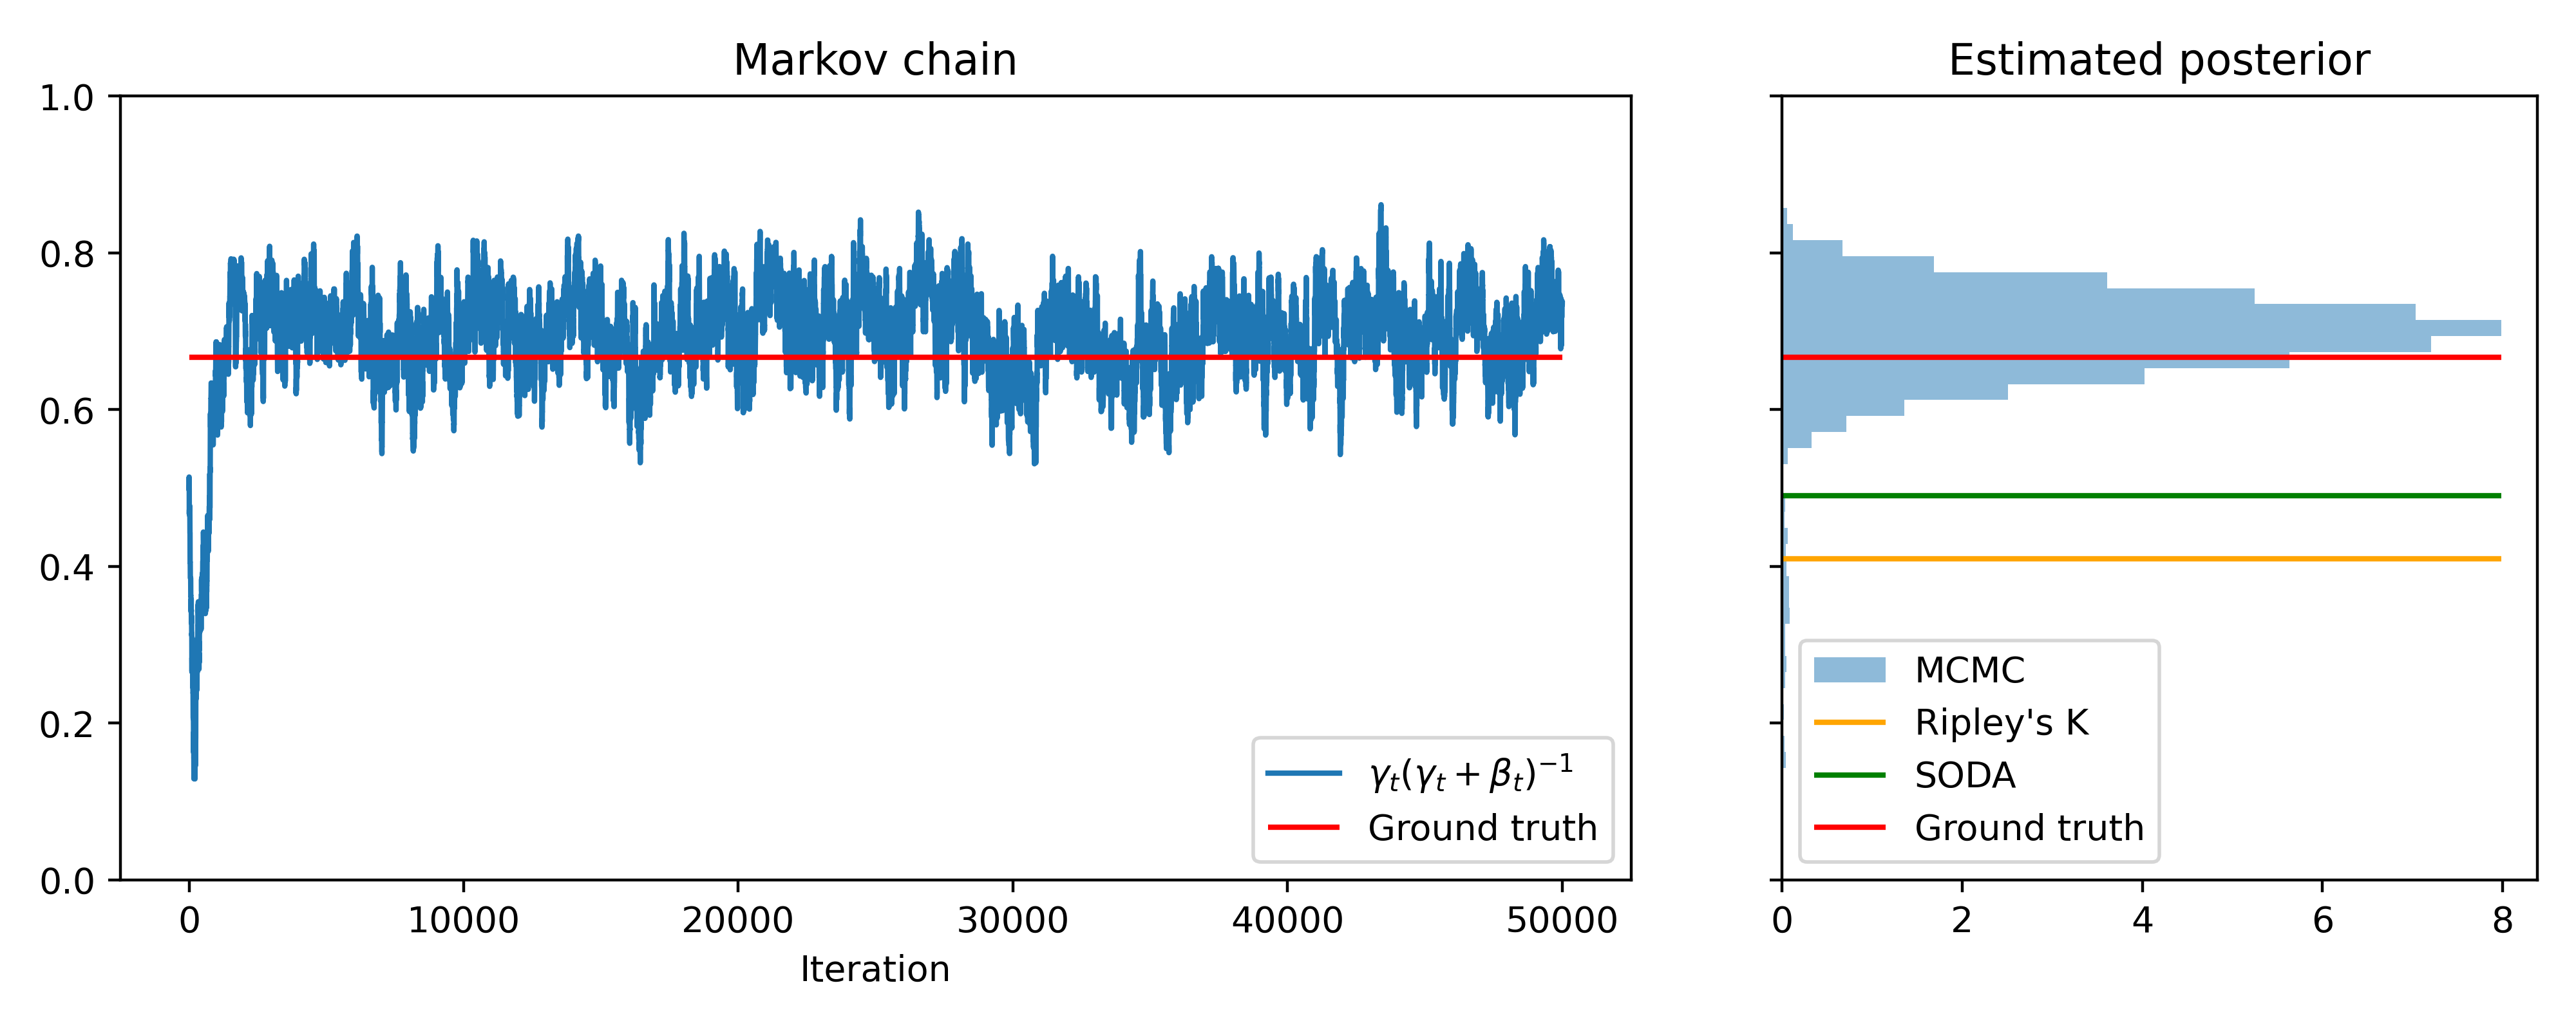 Markov chain
1.0
0.8
0.6
0.4
0.2
0.0
0 10000 20000 30000 40000 50000
Iteration
γₜ(γₜ + βₜ)⁻¹
Ground truth
Estimated posterior
MCMC
Ripley's K
SODA
Ground truth
0 2 4 6 8